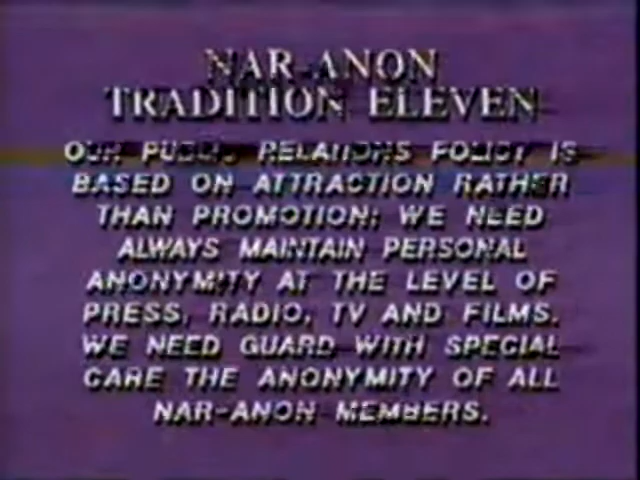 NAR-ANON
TRADITION ELEVEN
OUR PUBLIC RELATIONS POLICY IS
BASED ON ATTRACTION RATHER
THAN PROMOTION; WE NEED
ALWAYS MAINTAIN PERSONAL
ANONYMITY AT THE LEVEL OF
PRESS, RADIO, TV AND FILMS.
WE NEED GUARD WITH SPECIAL
CARE THE ANONYMITY OF ALL
NAR-ANON MEMBERS.